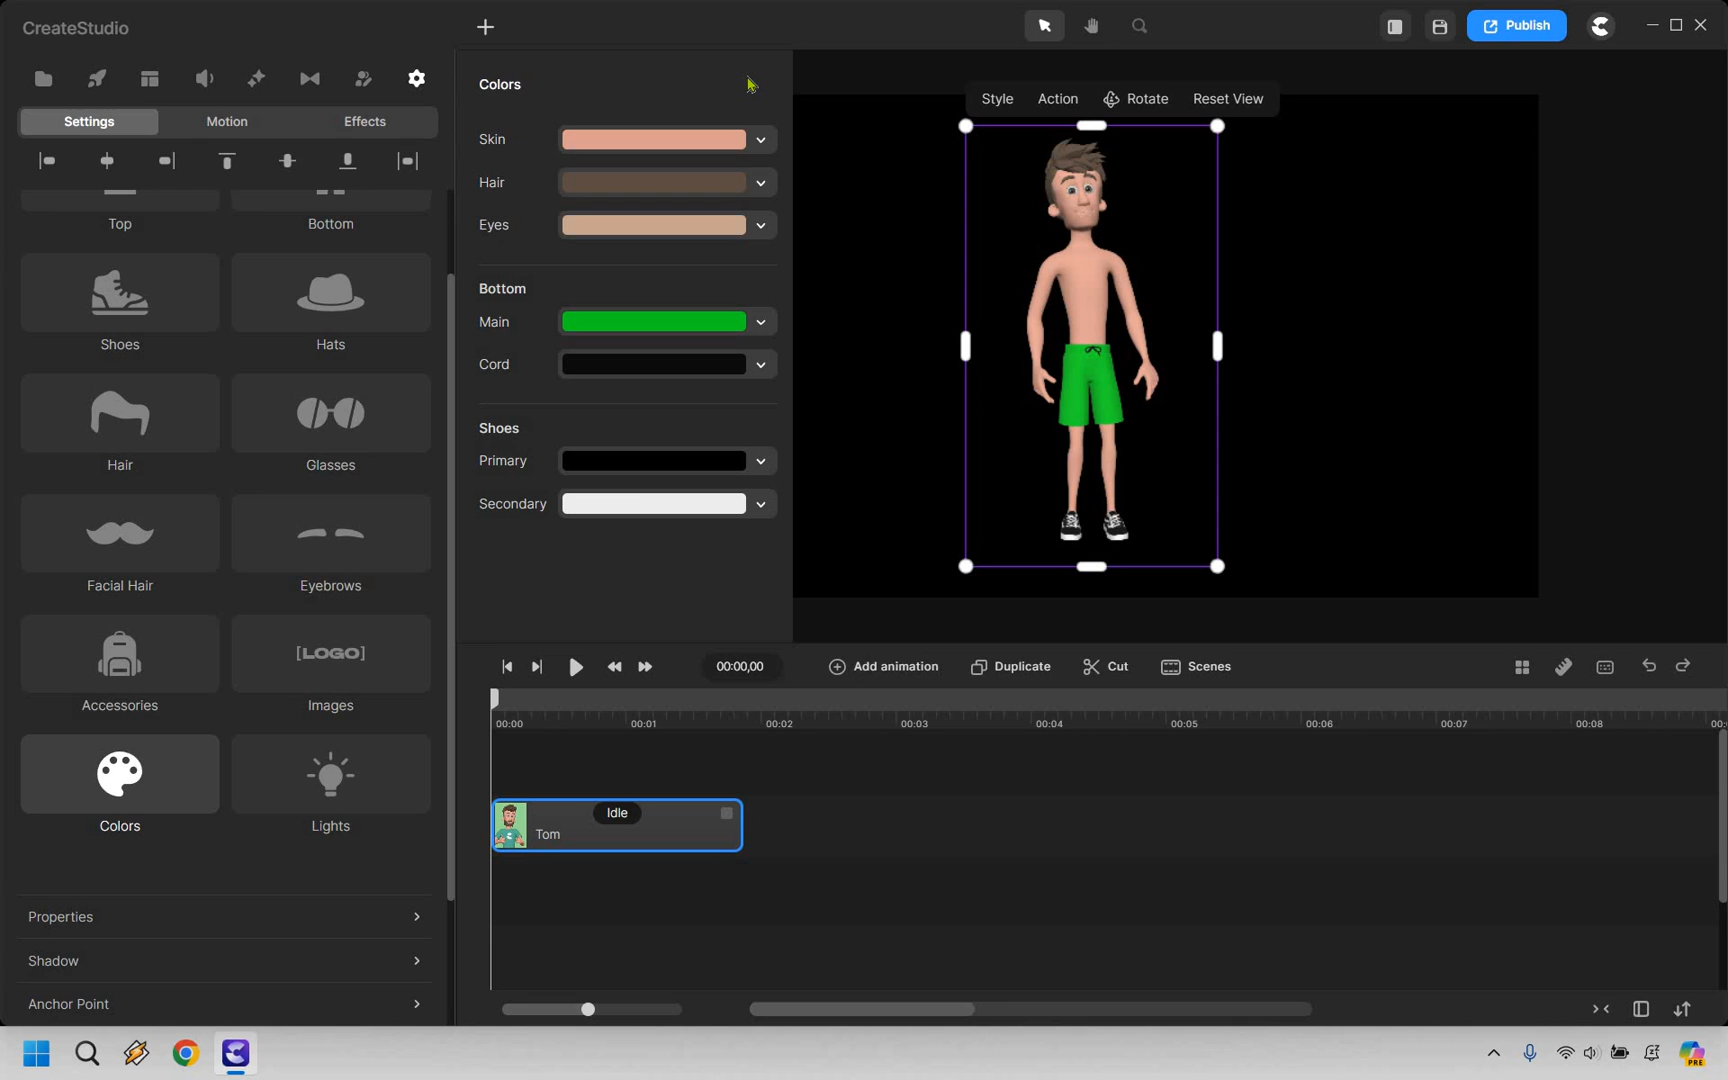 CreateStudio
Publish
Settings
Motion
Effects
Top
Bottom
Shoes
Hats
Hair
Glasses
Facial Hair
Eyebrows
[LOGO]
Accessories
Images
Colors
Lights
Properties
Shadow
Anchor Point
Colors
Skin
Hair
Eyes
Bottom
Main
Cord
Shoes
Primary
Secondary
Style
Action
Rotate
Reset View
00:00,00
Add animation
Duplicate
Cut
Scenes
00:00
00:01
00:02
00:03
00:04
00:05
00:06
00:07
00:08
00:
Idle
Tom
PRE